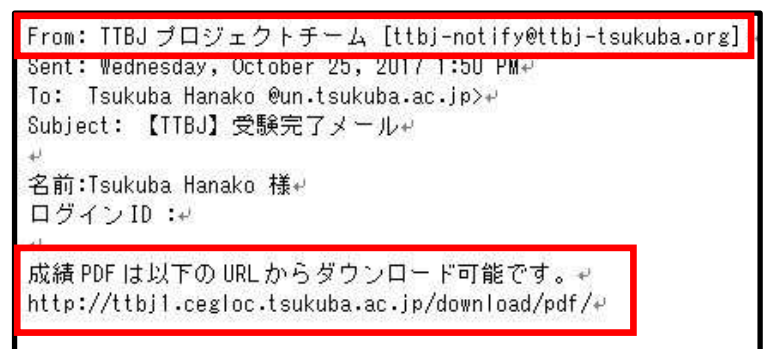 From: TTBJ プロジェクトチーム [ttbj-notify@ttbj-tsukuba.org]
Sent: Wednesday, October 25, 2017 1:50 PM↵
To: Tsukuba Hanako @un.tsukuba.ac.jp>↵
Subject: 【TTBJ】受験完了メール↵
↵
名前:Tsukuba Hanako 様↵
ログイン ID :↵
↵
成績 PDF は以下の URL からダウンロード可能です。↵
http://ttbj1.cegloc.tsukuba.ac.jp/download/pdf/↵